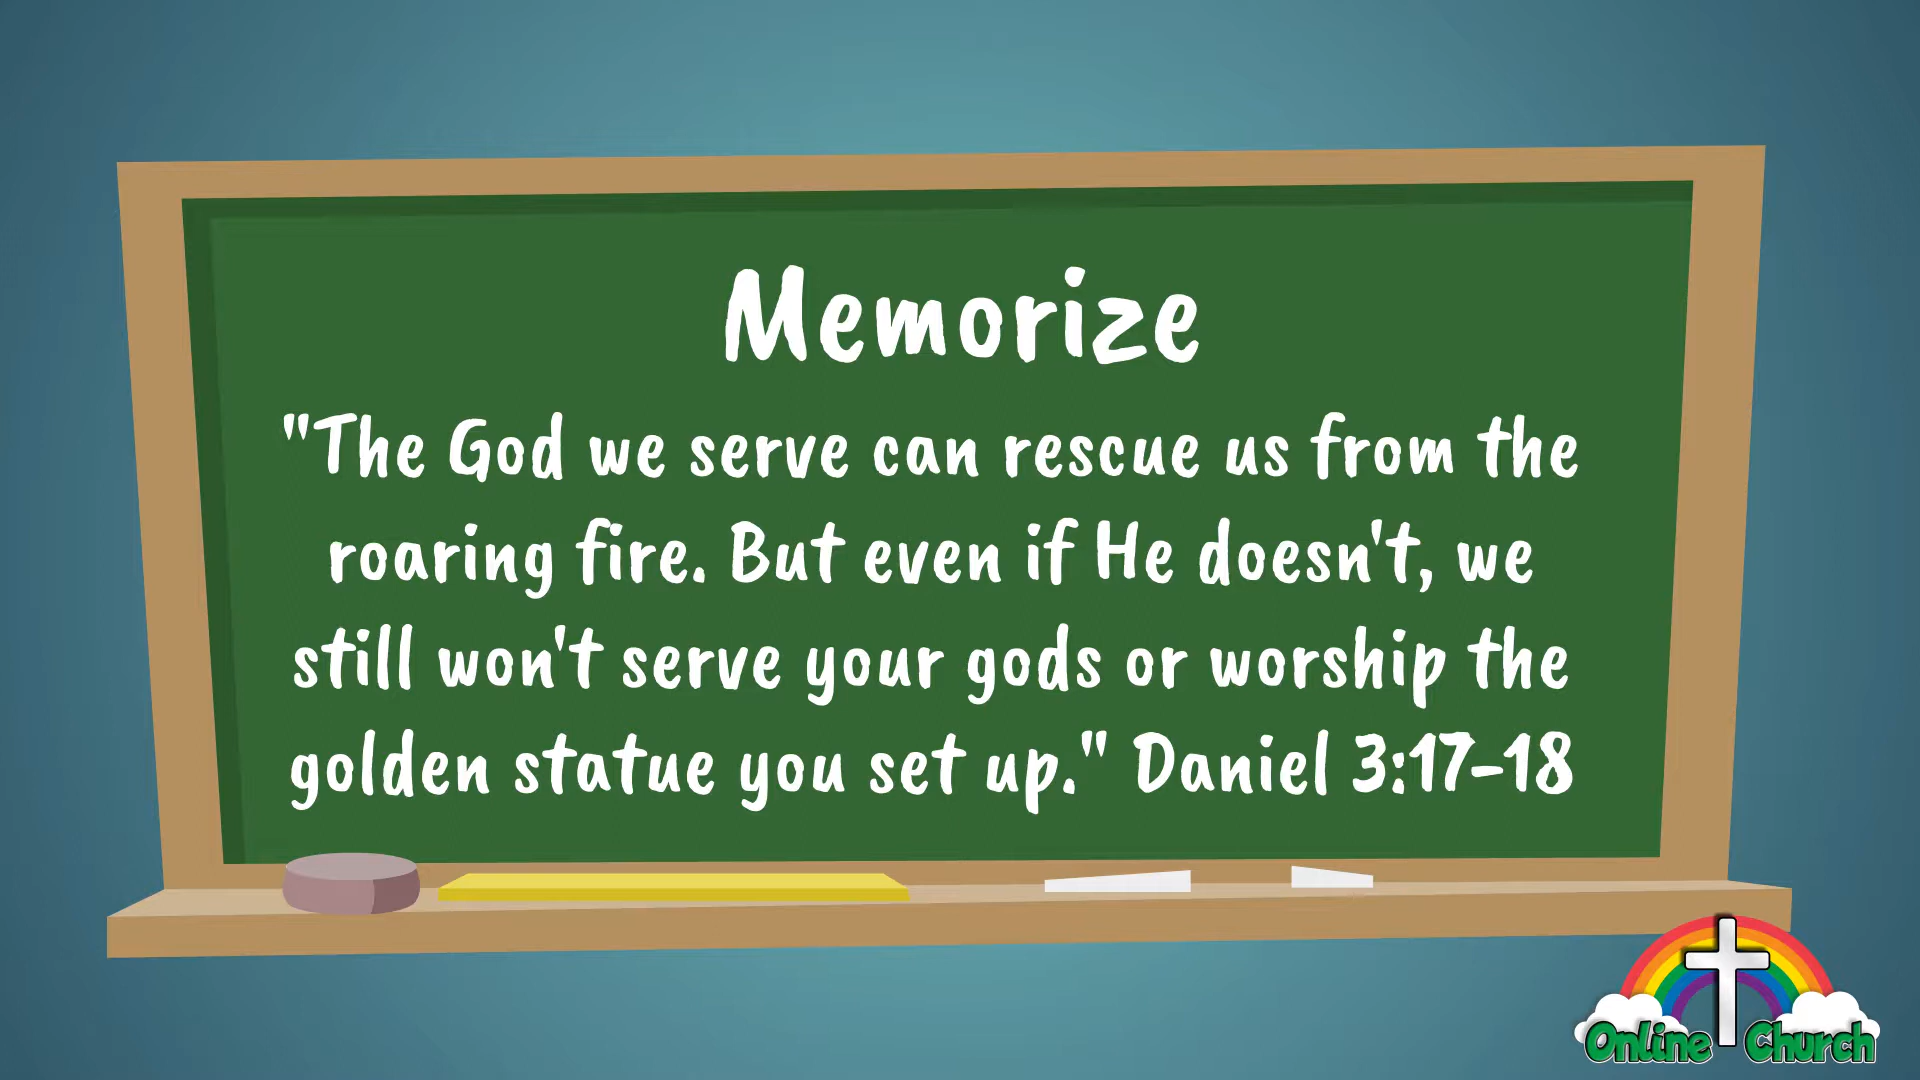 Memorize
"The God we serve can rescue us from the
roaring fire. But even if He doesn't, we
still won't serve your gods or worship the
golden statue you set up." Daniel 3:17-18
Online Church